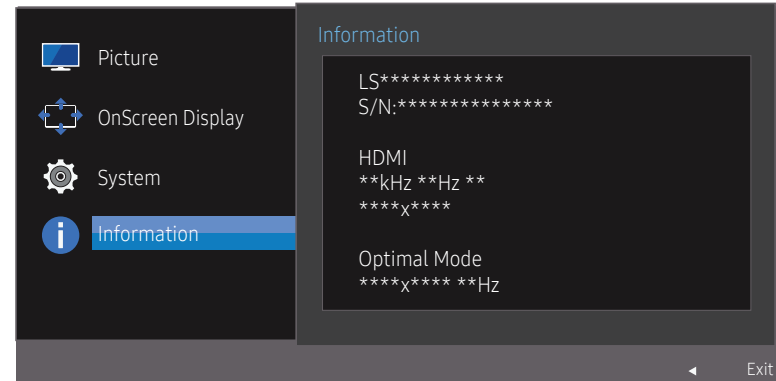 Picture
OnScreen Display
System
Information
Information
LS************
S/N:***************
HDMI
**kHz **Hz **
****x****
Optimal Mode
****x**** **Hz
Exit